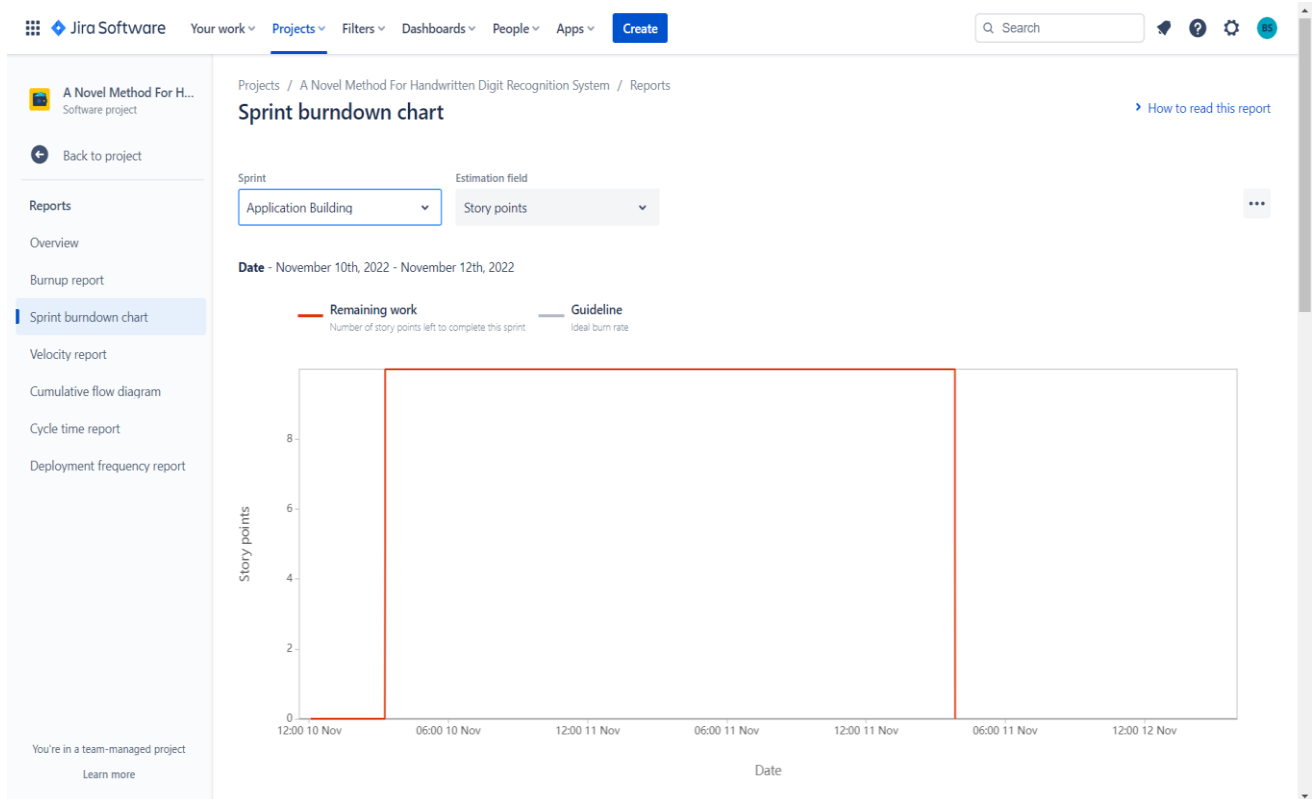 Jira Software Your work Projects Filters Dashboards People Apps Create Search BS
A Novel Method For H...
Software project
Back to project
Reports
Overview
Burnup report
Sprint burndown chart
Velocity report
Cumulative flow diagram
Cycle time report
Deployment frequency report
You're in a team-managed project
Learn more
Projects / A Novel Method For Handwritten Digit Recognition System / Reports
Sprint burndown chart
How to read this report
Sprint Estimation field
Application Building Story points
Date - November 10th, 2022 - November 12th, 2022
Remaining work Guideline
Number of story points left to complete this sprint Ideal burn rate
8
6
4
2
0
Story points
12:00 10 Nov 06:00 10 Nov 12:00 11 Nov 06:00 11 Nov 12:00 11 Nov 06:00 11 Nov 12:00 12 Nov
Date